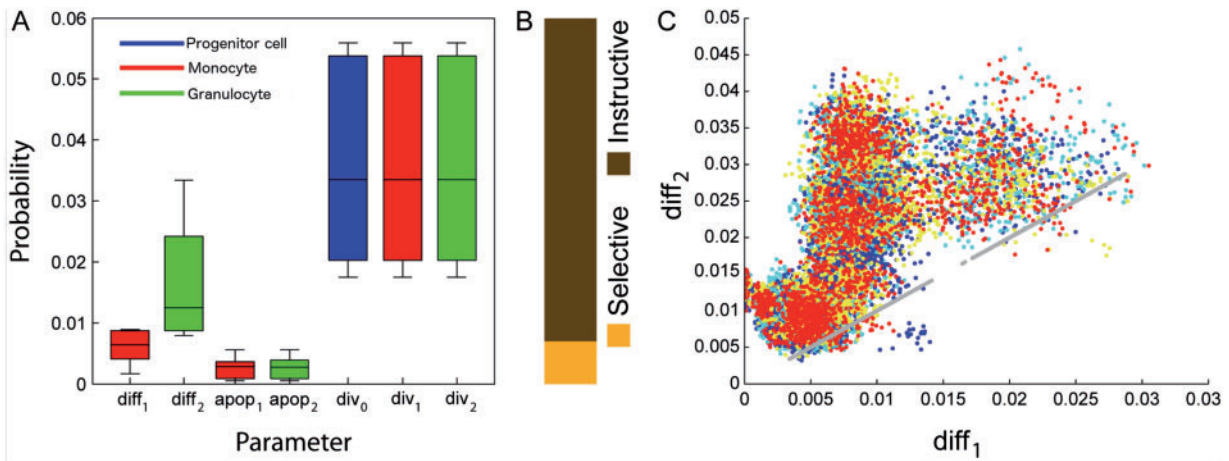 A
Probability
0.06
0.05
0.04
0.03
0.02
0.01
0
Progenitor cell
Monocyte
Granulocyte
diff1 diff2 apop1 apop2 div0 div1 div2
Parameter
B
Selective Instructive
C
diff2
0.05
0.045
0.04
0.035
0.03
0.025
0.02
0.015
0.01
0.005
0
0 0.005 0.01 0.015 0.02 0.025 0.03 0.03
diff1